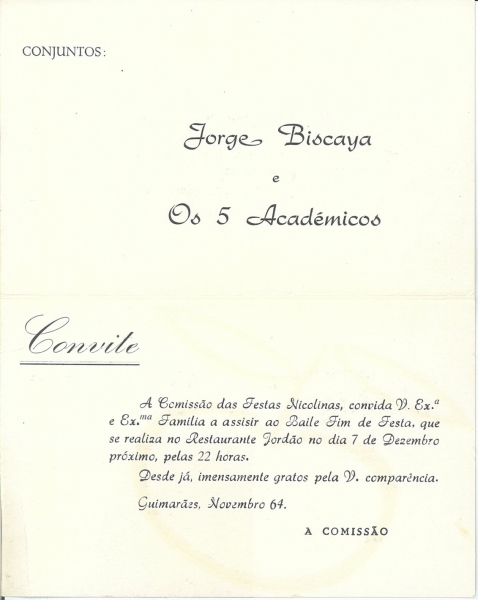 CONJUNTOS:
Jorge Biscaya
e
Os 5 Académicos
Convite
A Comissão das Festas Nicolinas, convida V. Ex.ª
e Ex.ma Família a assisir ao Baile Fim de Festa, que
se realiza no Restaurante Jordão no dia 7 de Dezembro
próximo, pelas 22 horas.
Desde já, imensamente gratos pela V. comparência.
Guimarães, Novembro 64.
A COMISSÃO